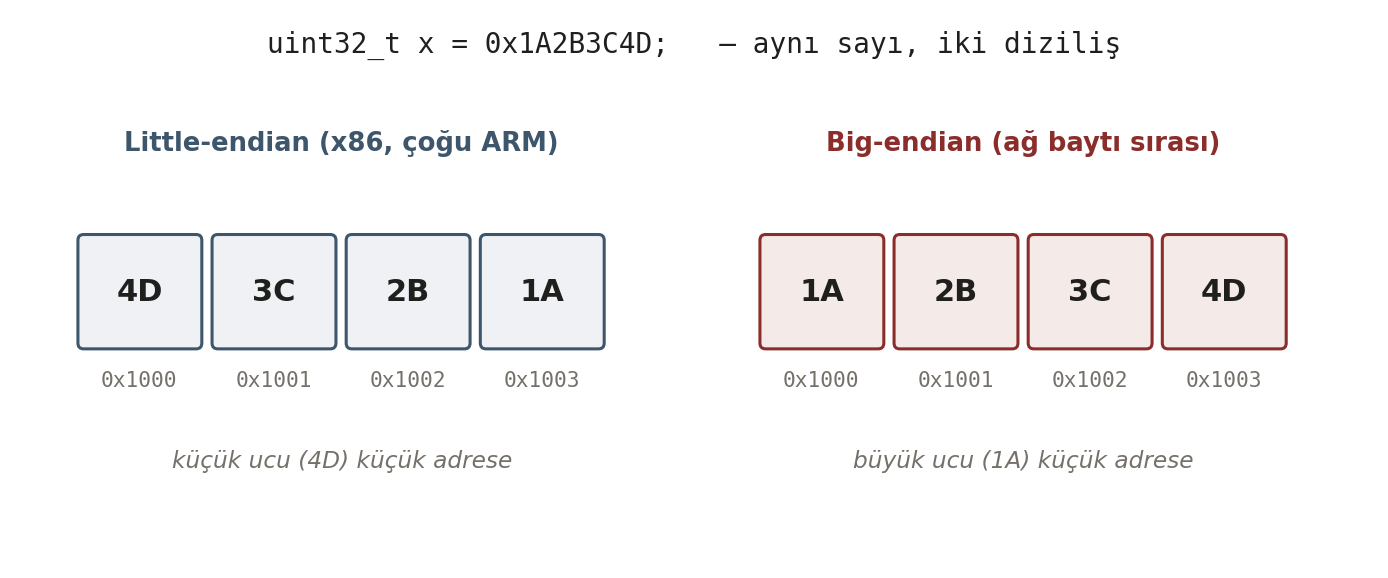 uint32_t x = 0x1A2B3C4D;   — aynı sayı, iki diziliş
Little-endian (x86, çoğu ARM)
4D 3C 2B 1A
0x1000 0x1001 0x1002 0x1003
küçük ucu (4D) küçük adrese
Big-endian (ağ baytı sırası)
1A 2B 3C 4D
0x1000 0x1001 0x1002 0x1003
büyük ucu (1A) küçük adrese